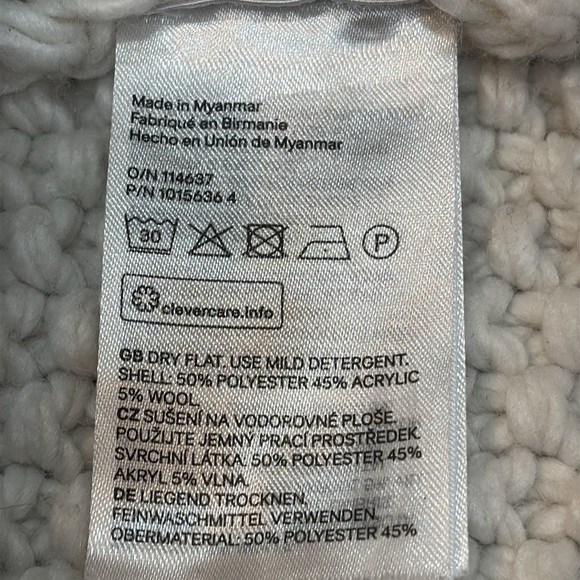 Made in Myanmar
Fabriqué en Birmanie
Hecho en Unión de Myanmar
O/N 114637
P/N 1015636 4
30 P
clevercare.info
GB DRY FLAT. USE MILD DETERGENT.
SHELL: 50% POLYESTER 45% ACRYLIC
5% WOOL.
CZ SUŠENÍ NA VODOROVNÉ PLOŠE.
POUŽIJTE JEMNÝ PRACÍ PROSTŘEDEK.
SVRCHNÍ LÁTKA: 50% POLYESTER 45%
AKRYL 5% VLNA.
DE LIEGEND TROCKNEN.
FEINWASCHMITTEL VERWENDEN.
OBERMATERIAL: 50% POLYESTER 45%